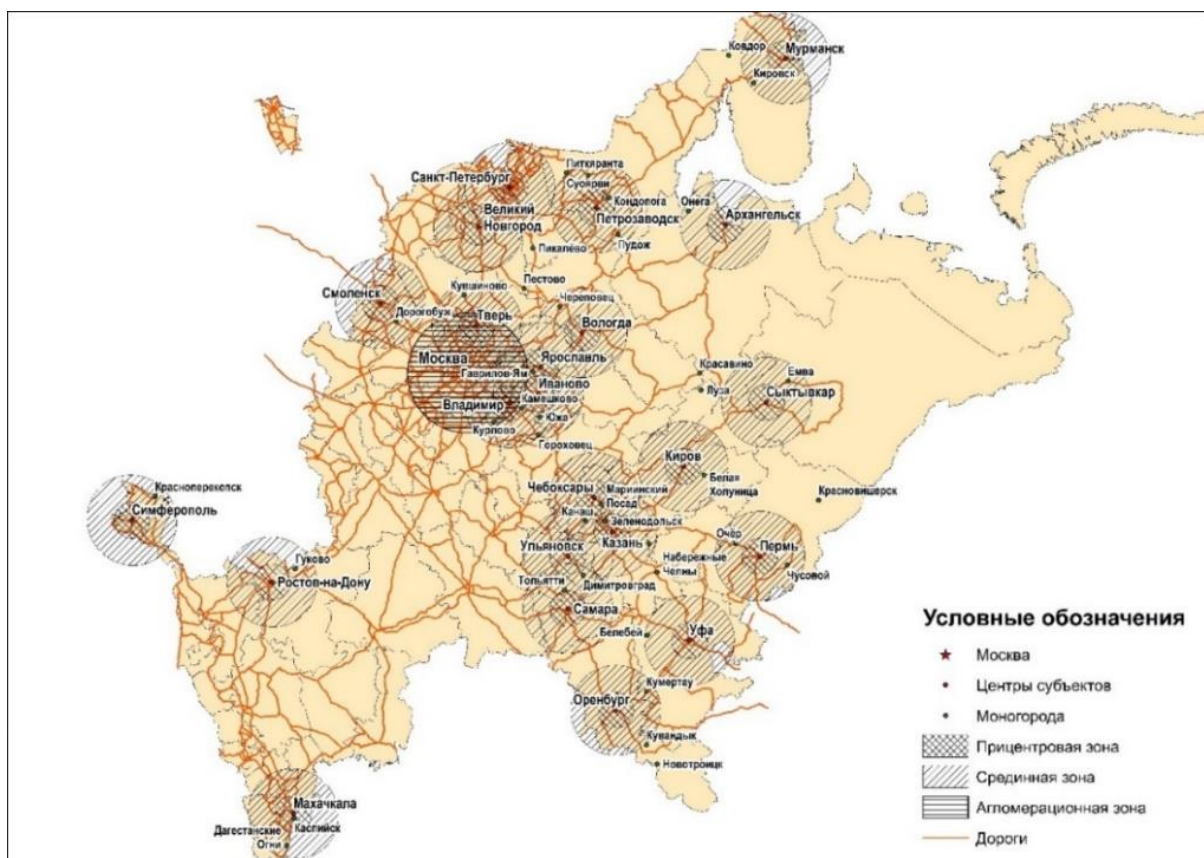 Ковдор
Мурманск
Кировск
Питкяранта
Санкт-Петербург
Суоярви
Кондопога
Онега
Великий
Новгород
Петрозаводск
Архангельск
Пикалёво
Пудож
Пестово
Смоленск
Кувшиново
Череповец
Дорогобуж
Тверь
Вологда
Москва
Ярославль
Гаврилов-Ям
Иваново
Красавино
Емва
Луза
Сыктывкар
Владимир
Камешково
Южа
Курлово
Гороховец
Киров
Белая
Холуница
Чебоксары
Мариинский
Посад
Красновишерск
Красноперекопск
Симферополь
Канаш
Зеленодольск
Ульяновск
Казань
Очёр
Пермь
Набережные
Челны
Чусовой
Гуково
Ростов-на-Дону
Тольятти
Димитровград
Самара
Белебей
Уфа
Кумертау
Оренбург
Кувандык
Новотроицк
Махачкала
Дагестанские
Огни
Каспийск
Условные обозначения
Москва
Центры субъектов
Моногорода
Прицентровая зона
Срединная зона
Агломерационная зона
Дороги